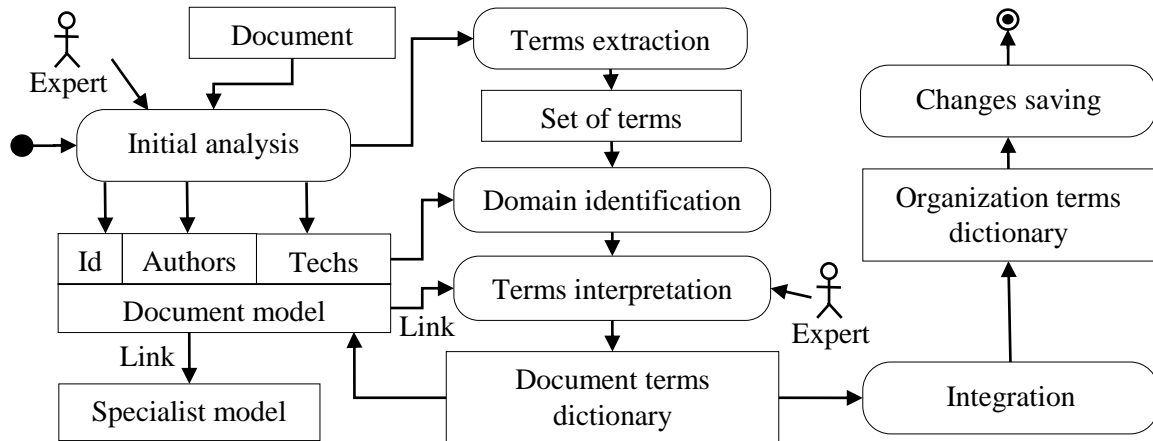 Document
Expert
Initial analysis
Id
Authors
Techs
Document model
Link
Specialist model
Terms extraction
Set of terms
Domain identification
Terms interpretation
Link
Expert
Document terms
dictionary
Integration
Organization terms
dictionary
Changes saving